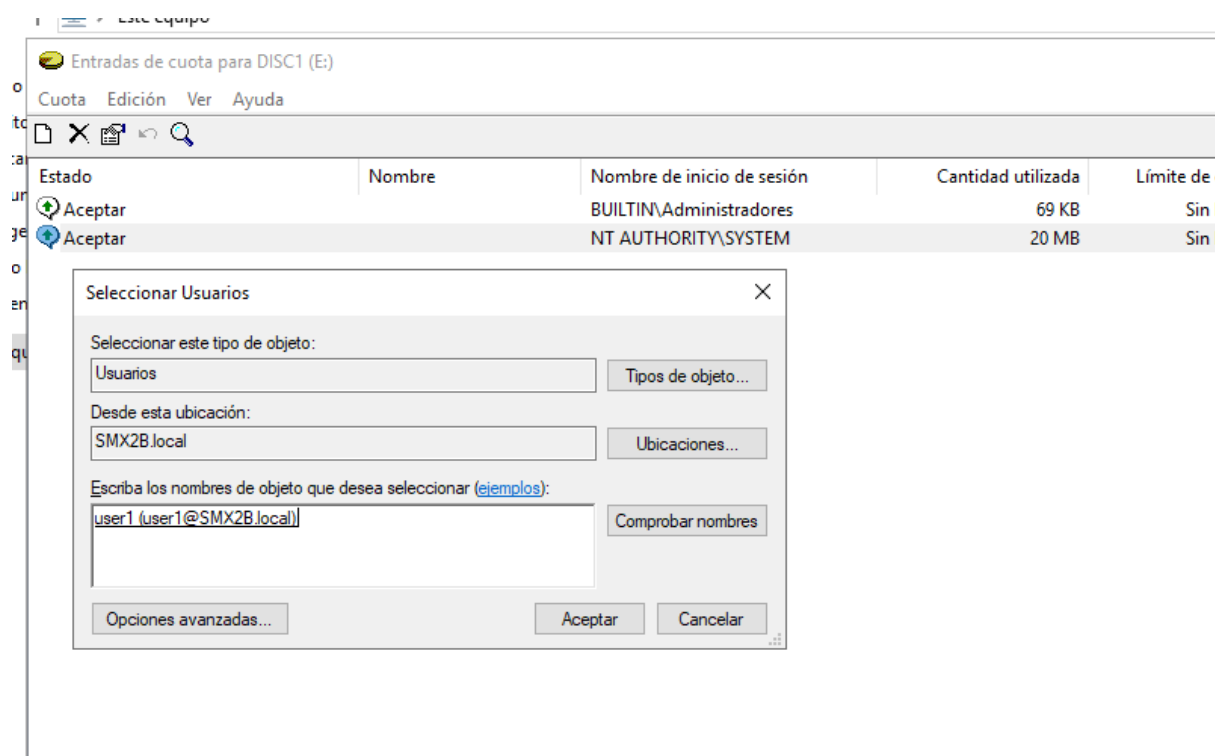 Este equipo
Entradas de cuota para DISC1 (E:)
Cuota Edición Ver Ayuda
Estado Nombre Nombre de inicio de sesión Cantidad utilizada Límite de
Aceptar BUILTIN\Administradores 69 KB Sin
Aceptar NT AUTHORITY\SYSTEM 20 MB Sin
Seleccionar Usuarios
Seleccionar este tipo de objeto:
Usuarios Tipos de objeto...
Desde esta ubicación:
SMX2B.local Ubicaciones...
Escriba los nombres de objeto que desea seleccionar (ejemplos):
user1 (user1@SMX2B.local) Comprobar nombres
Opciones avanzadas... Aceptar Cancelar